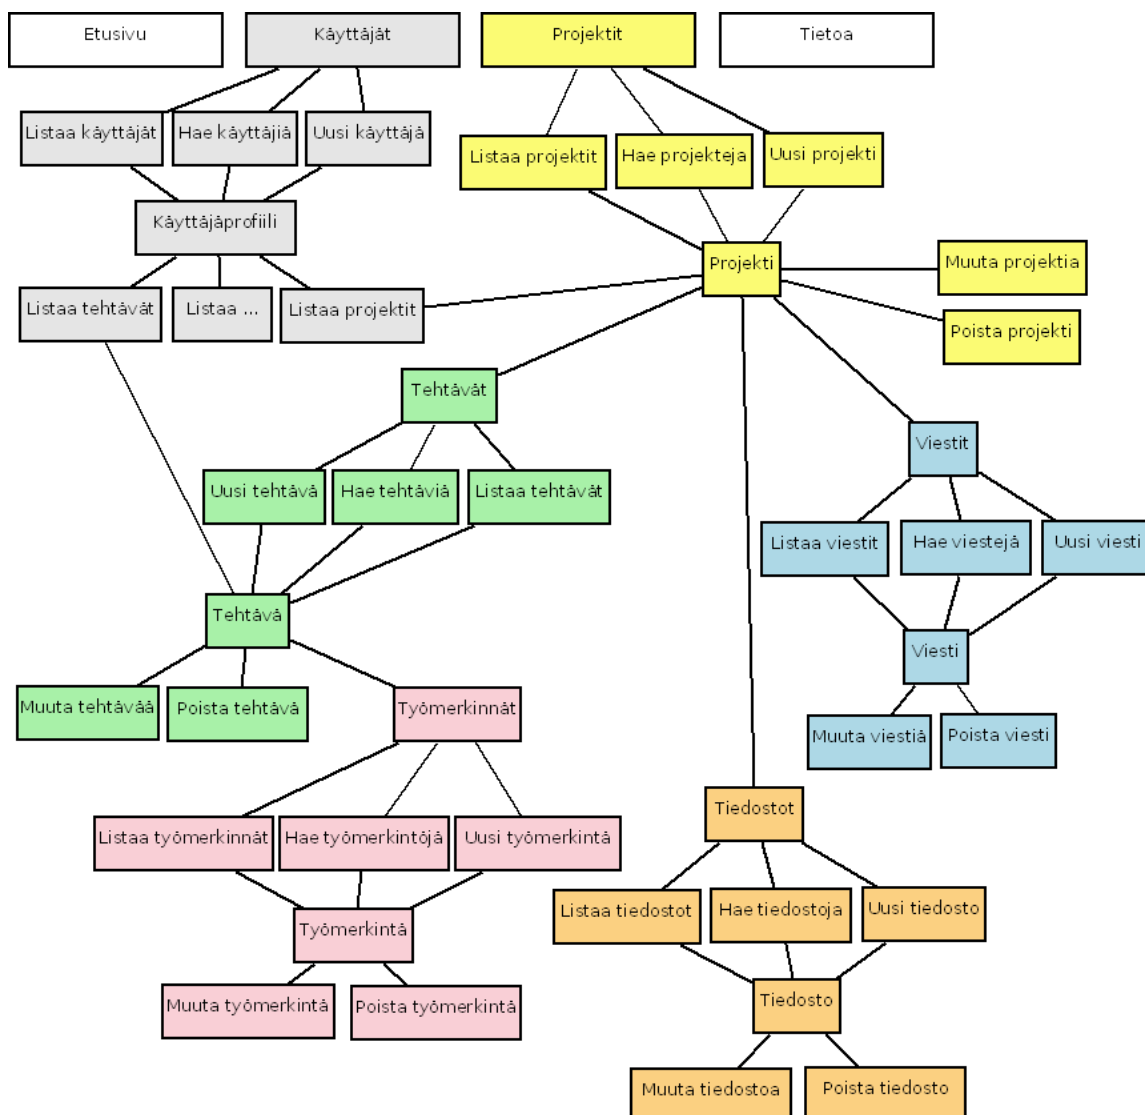 Etusivu
Käyttäjät
Projektit
Tietoa
Listaa käyttäjät
Hae käyttäjiä
Uusi käyttäjä
Listaa projektit
Hae projekteja
Uusi projekti
Käyttäjäprofiili
Projekti
Muuta projektia
Listaa tehtävät
Listaa ...
Listaa projektit
Poista projekti
Tehtävät
Viestit
Uusi tehtävä
Hae tehtäviä
Listaa tehtävät
Listaa viestit
Hae viestejä
Uusi viesti
Tehtävä
Viesti
Muuta tehtävää
Poista tehtävä
Työmerkinnät
Muuta viestiä
Poista viesti
Tiedostot
Listaa työmerkinnät
Hae työmerkintöjä
Uusi työmerkintä
Listaa tiedostot
Hae tiedostoja
Uusi tiedosto
Työmerkintä
Tiedosto
Muuta työmerkintä
Poista työmerkintä
Muuta tiedostoa
Poista tiedosto